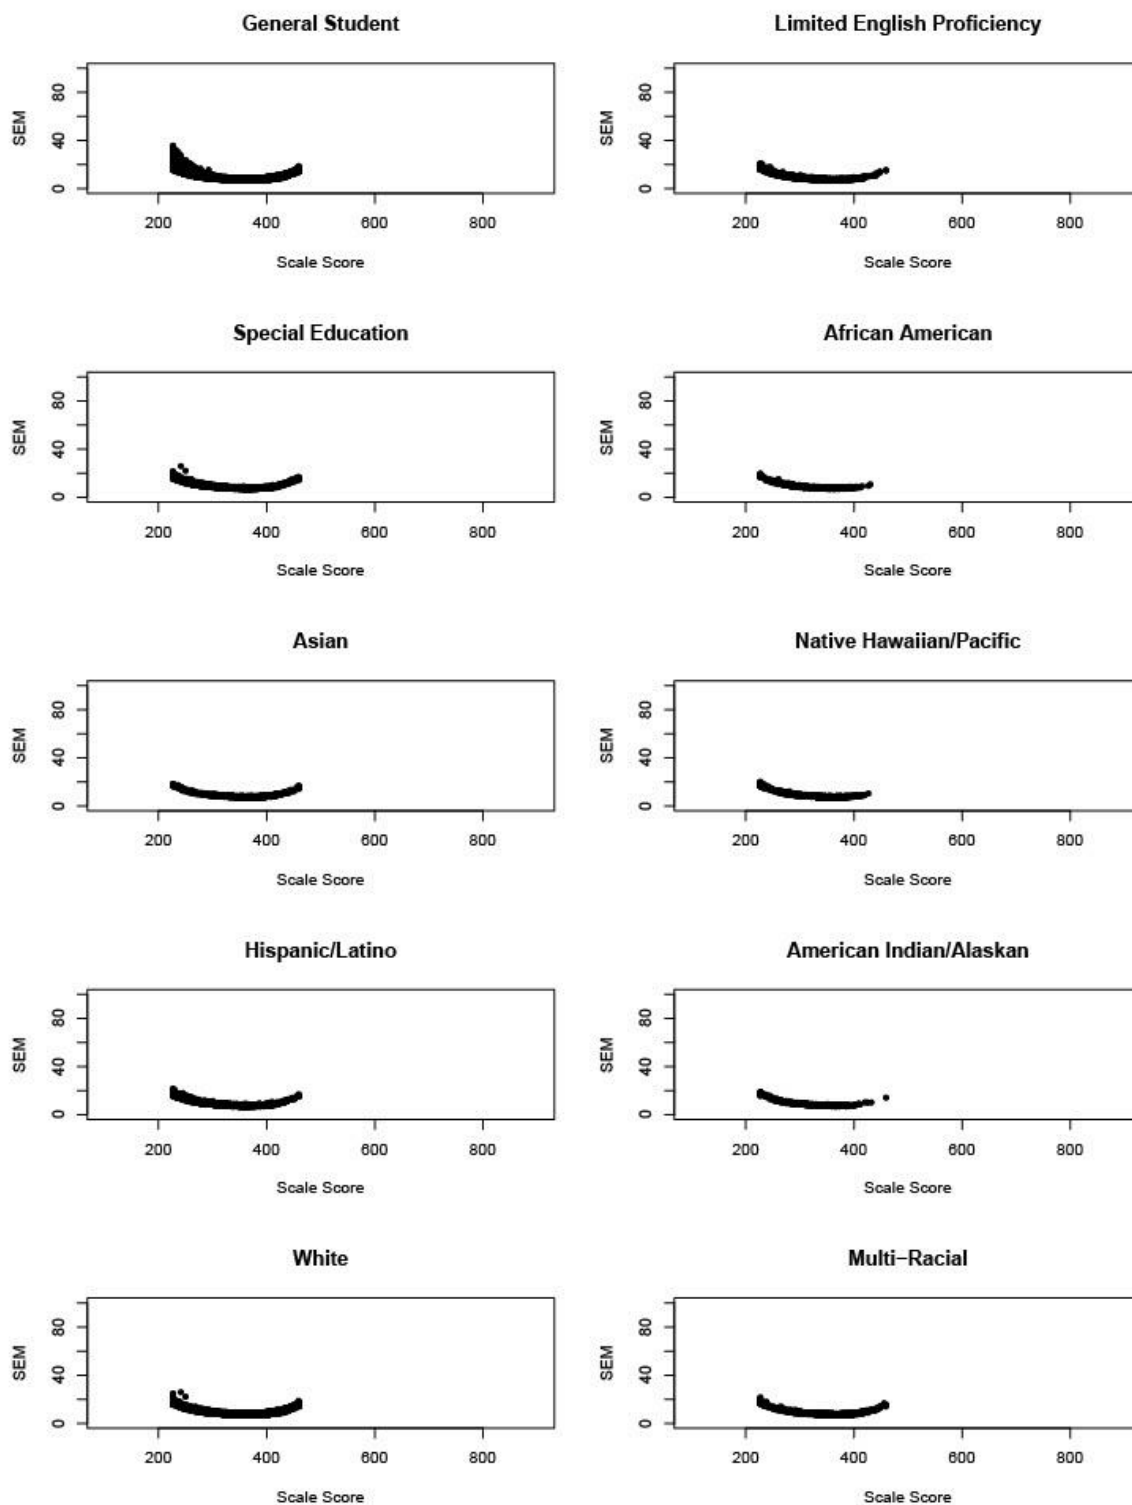 General Student
SEM
0 40 80
200 400 600 800
Scale Score
Limited English Proficiency
SEM
0 40 80
200 400 600 800
Scale Score
Special Education
SEM
0 40 80
200 400 600 800
Scale Score
African American
SEM
0 40 80
200 400 600 800
Scale Score
Asian
SEM
0 40 80
200 400 600 800
Scale Score
Native Hawaiian/Pacific
SEM
0 40 80
200 400 600 800
Scale Score
Hispanic/Latino
SEM
0 40 80
200 400 600 800
Scale Score
American Indian/Alaskan
SEM
0 40 80
200 400 600 800
Scale Score
White
SEM
0 40 80
200 400 600 800
Scale Score
Multi−Racial
SEM
0 40 80
200 400 600 800
Scale Score